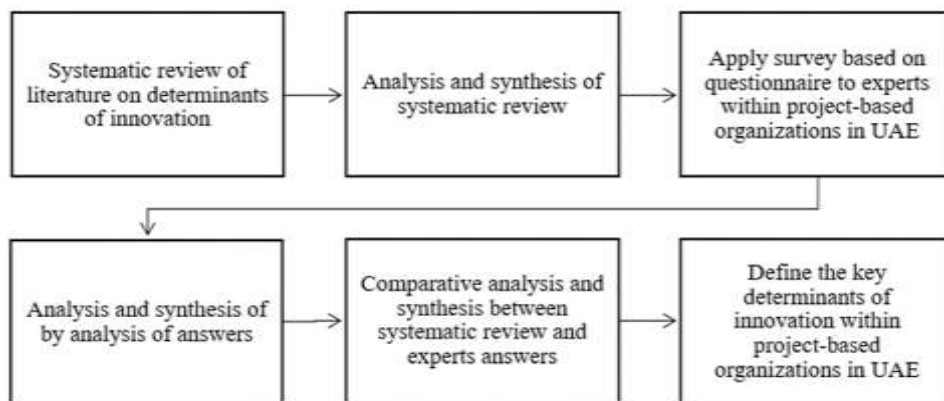 Systematic review of
literature on determinants
of innovation
Analysis and synthesis of
systematic review
Apply survey based on
questionnaire to experts
within project-based
organizations in UAE
Analysis and synthesis of
by analysis of answers
Comparative analysis and
synthesis between
systematic review and
experts answers
Define the key
determinants of
innovation within
project-based
organizations in UAE